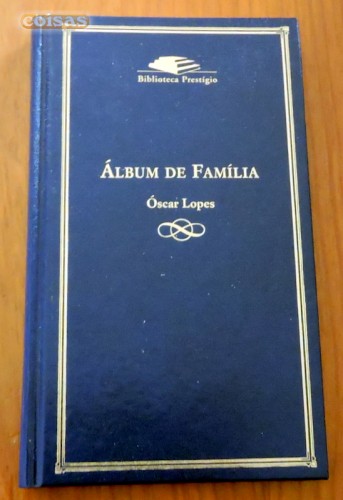 coisas
Biblioteca Prestígio
ÁLBUM DE FAMÍLIA
Óscar Lopes